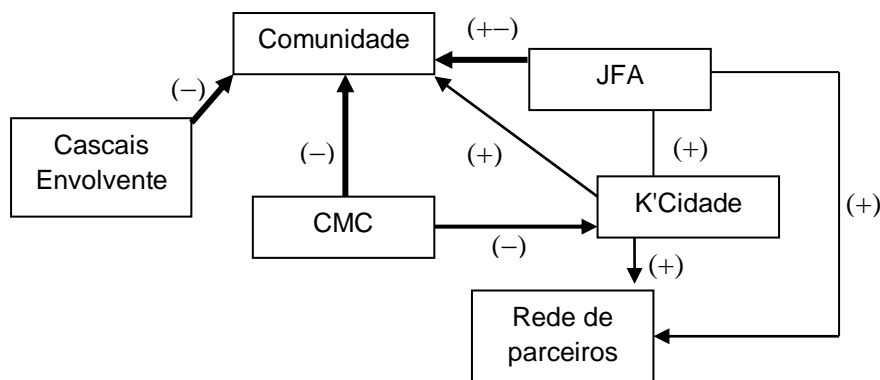 Comunidade
(+−)
JFA
(−)
Cascais
Envolvente
(−)
(+)
(+)
K'Cidade
(+)
CMC
(−)
(+)
Rede de
parceiros